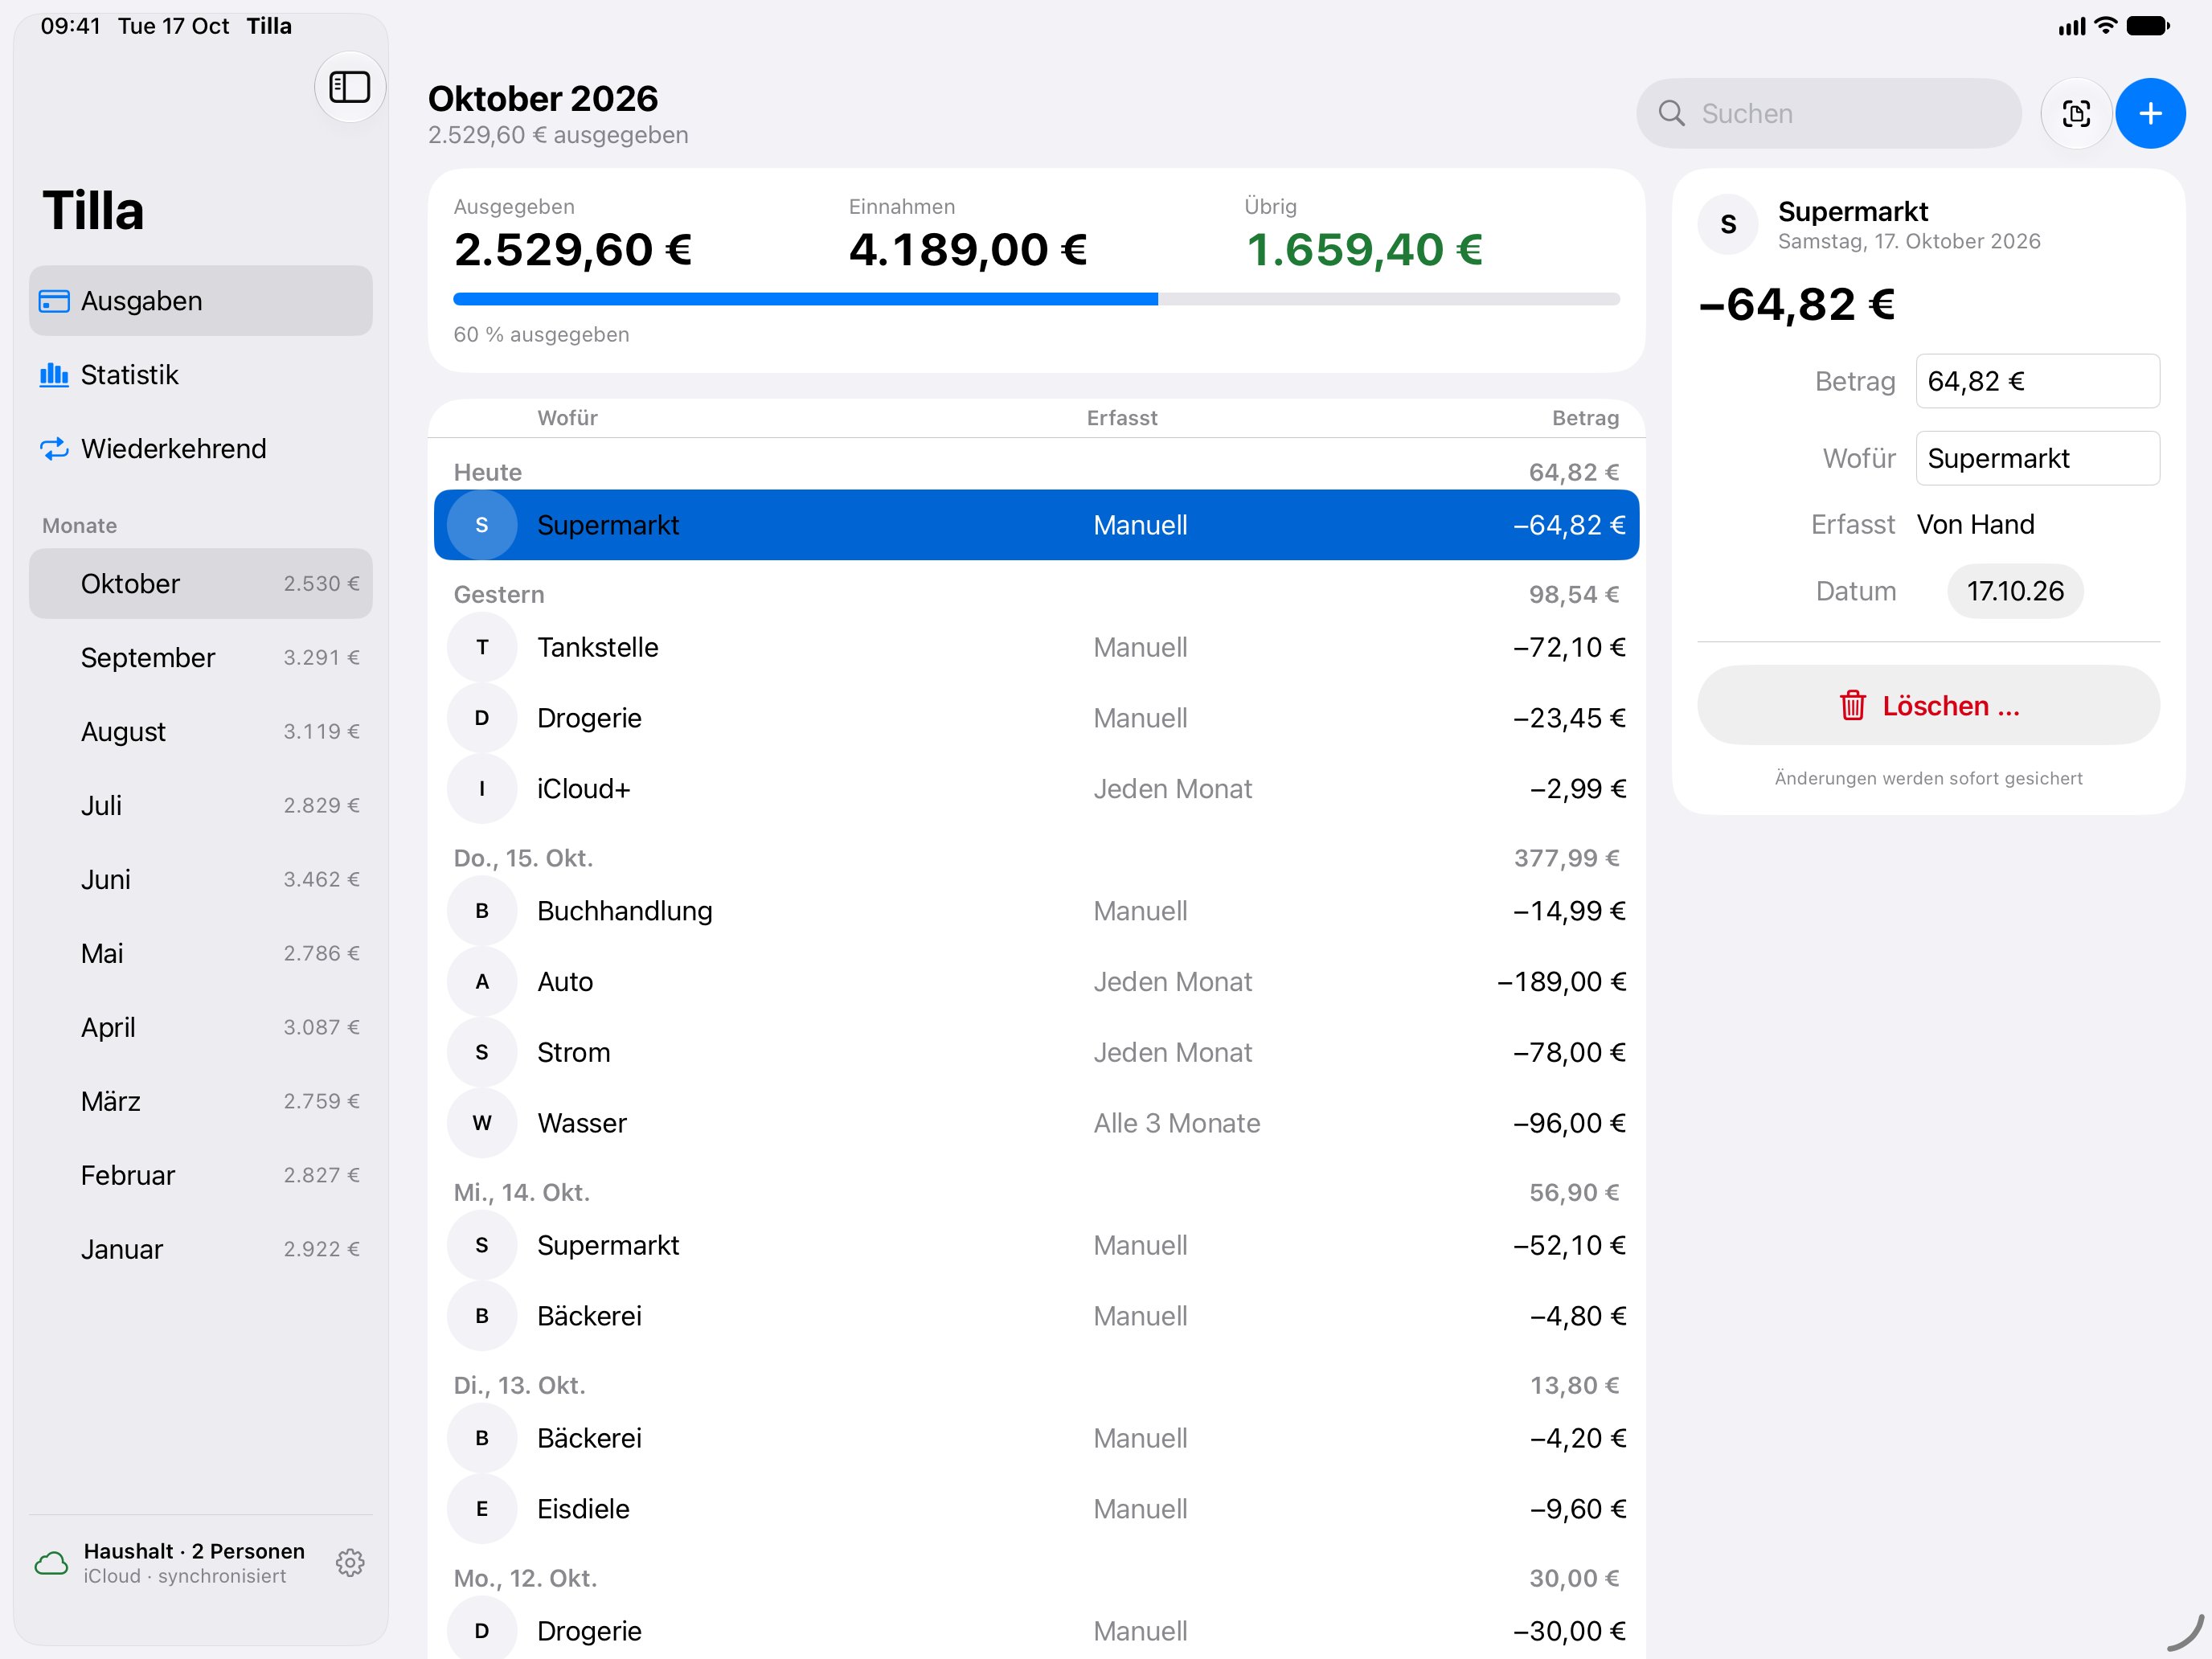 09:41 Tue 17 Oct Tilla
Tilla
Ausgaben
Statistik
Wiederkehrend
Monate
Oktober 2.530 €
September 3.291 €
August 3.119 €
Juli 2.829 €
Juni 3.462 €
Mai 2.786 €
April 3.087 €
März 2.759 €
Februar 2.827 €
Januar 2.922 €
Haushalt · 2 Personen
iCloud · synchronisiert
Oktober 2026
2.529,60 € ausgegeben
Suchen
Ausgegeben Einnahmen Übrig
2.529,60 € 4.189,00 € 1.659,40 €
60 % ausgegeben
Wofür Erfasst Betrag
Heute 64,82 €
S Supermarkt Manuell –64,82 €
Gestern 98,54 €
T Tankstelle Manuell –72,10 €
D Drogerie Manuell –23,45 €
I iCloud+ Jeden Monat –2,99 €
Do., 15. Okt. 377,99 €
B Buchhandlung Manuell –14,99 €
A Auto Jeden Monat –189,00 €
S Strom Jeden Monat –78,00 €
W Wasser Alle 3 Monate –96,00 €
Mi., 14. Okt. 56,90 €
S Supermarkt Manuell –52,10 €
B Bäckerei Manuell –4,80 €
Di., 13. Okt. 13,80 €
B Bäckerei Manuell –4,20 €
E Eisdiele Manuell –9,60 €
Mo., 12. Okt. 30,00 €
D Drogerie Manuell –30,00 €
S Supermarkt
Samstag, 17. Oktober 2026
–64,82 €
Betrag 64,82 €
Wofür Supermarkt
Erfasst Von Hand
Datum 17.10.26
Löschen ...
Änderungen werden sofort gesichert